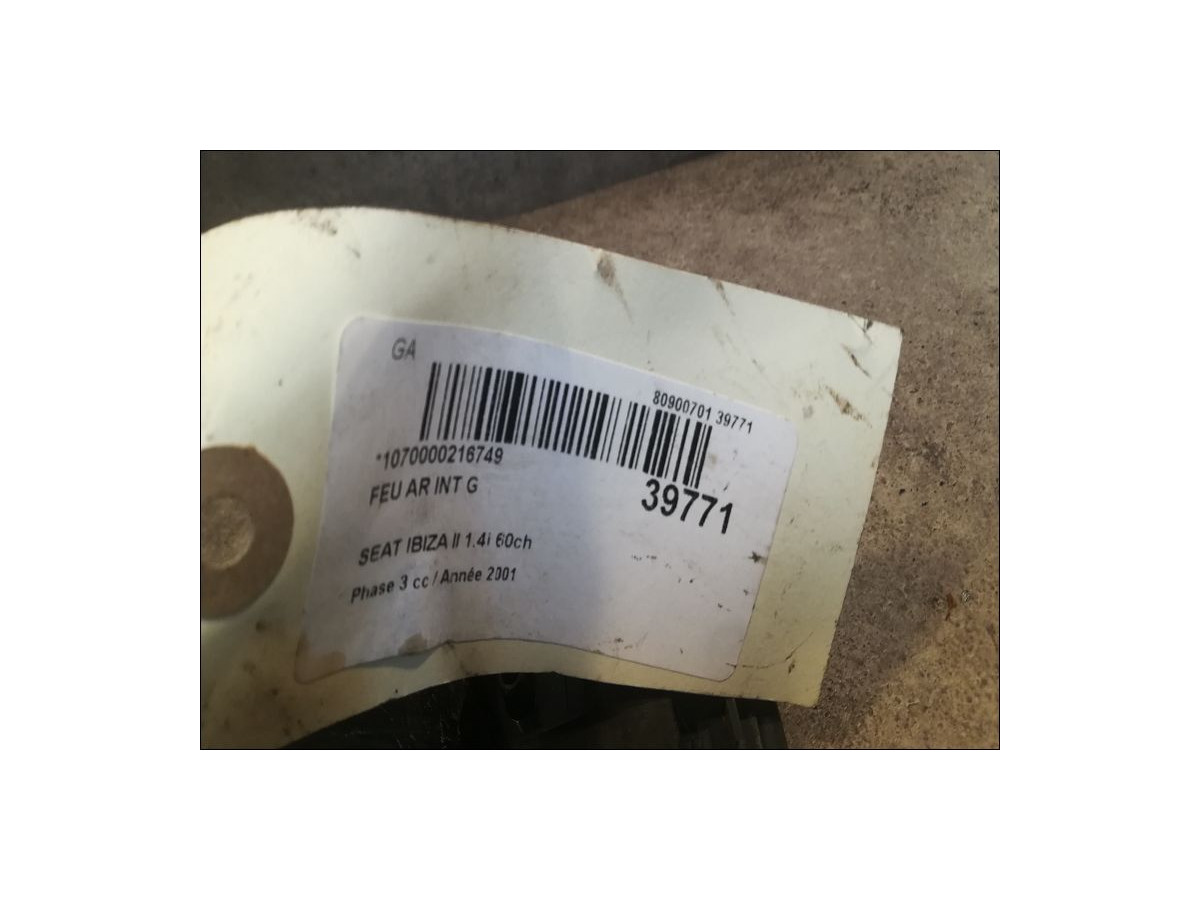 GA
80900701 39771
*1070000216749
FEU AR INT G
39771
SEAT IBIZA II 1.4i 60ch
Phase 3 cc / Année 2001